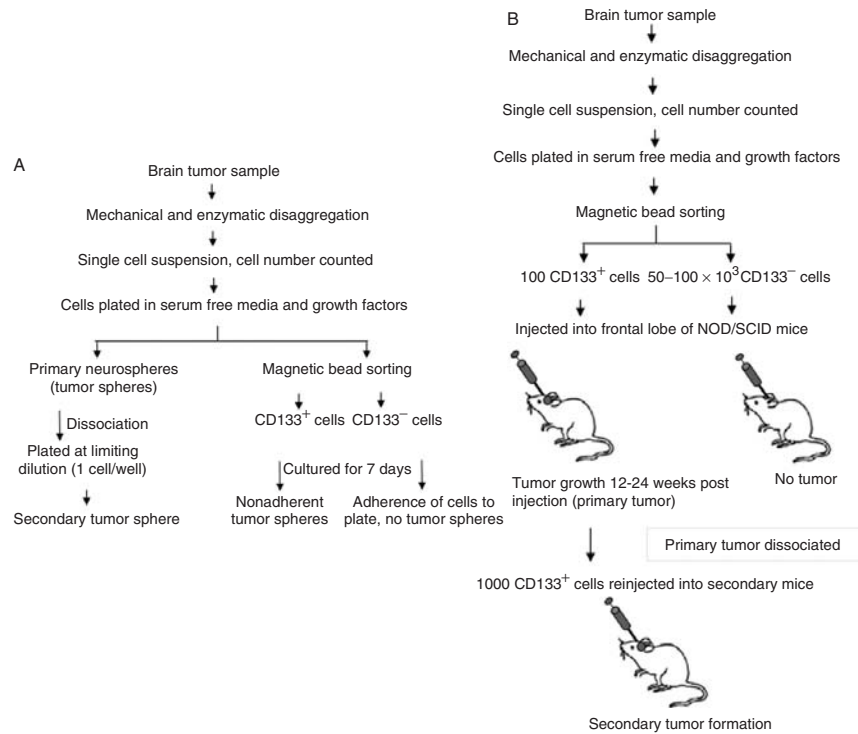 A
Brain tumor sample
Mechanical and enzymatic disaggregation
Single cell suspension, cell number counted
Cells plated in serum free media and growth factors
Primary neurospheres
(tumor spheres)
Dissociation
Plated at limiting
dilution (1 cell/well)
Secondary tumor sphere
Magnetic bead sorting
CD133⁺ cells CD133⁻ cells
Cultured for 7 days
Nonadherent
tumor spheres
Adherence of cells to
plate, no tumor spheres
B
Brain tumor sample
Mechanical and enzymatic disaggregation
Single cell suspension, cell number counted
Cells plated in serum free media and growth factors
Magnetic bead sorting
100 CD133⁺ cells 50–100 × 10³CD133⁻ cells
Injected into frontal lobe of NOD/SCID mice
Tumor growth 12-24 weeks post
injection (primary tumor)
No tumor
Primary tumor dissociated
1000 CD133⁺ cells reinjected into secondary mice
Secondary tumor formation